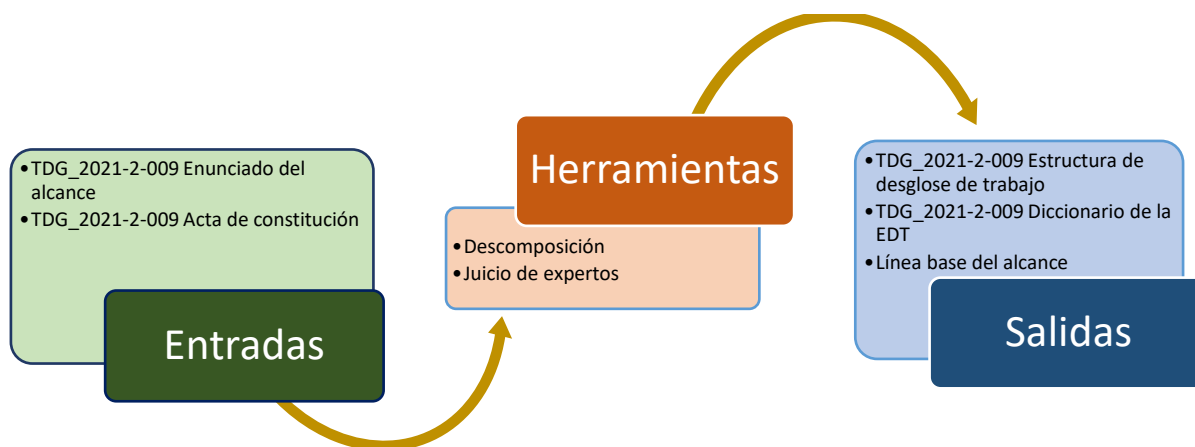 •TDG_2021-2-009 Enunciado del
alcance
•TDG_2021-2-009 Acta de constitución
Entradas
Herramientas
•Descomposición
•Juicio de expertos
•TDG_2021-2-009 Estructura de
desglose de trabajo
•TDG_2021-2-009 Diccionario de la
EDT
•Línea base del alcance
Salidas